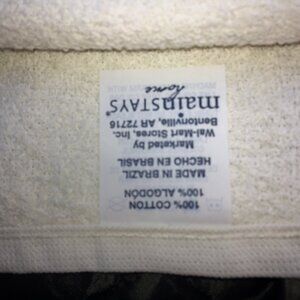 100% COTTON
100% ALGODÓN
MADE IN BRAZIL
HECHO EN BRASIL
Marketed by
Wal-Mart Stores, Inc.
Bentonville, AR 72716
mainSTAYS
home